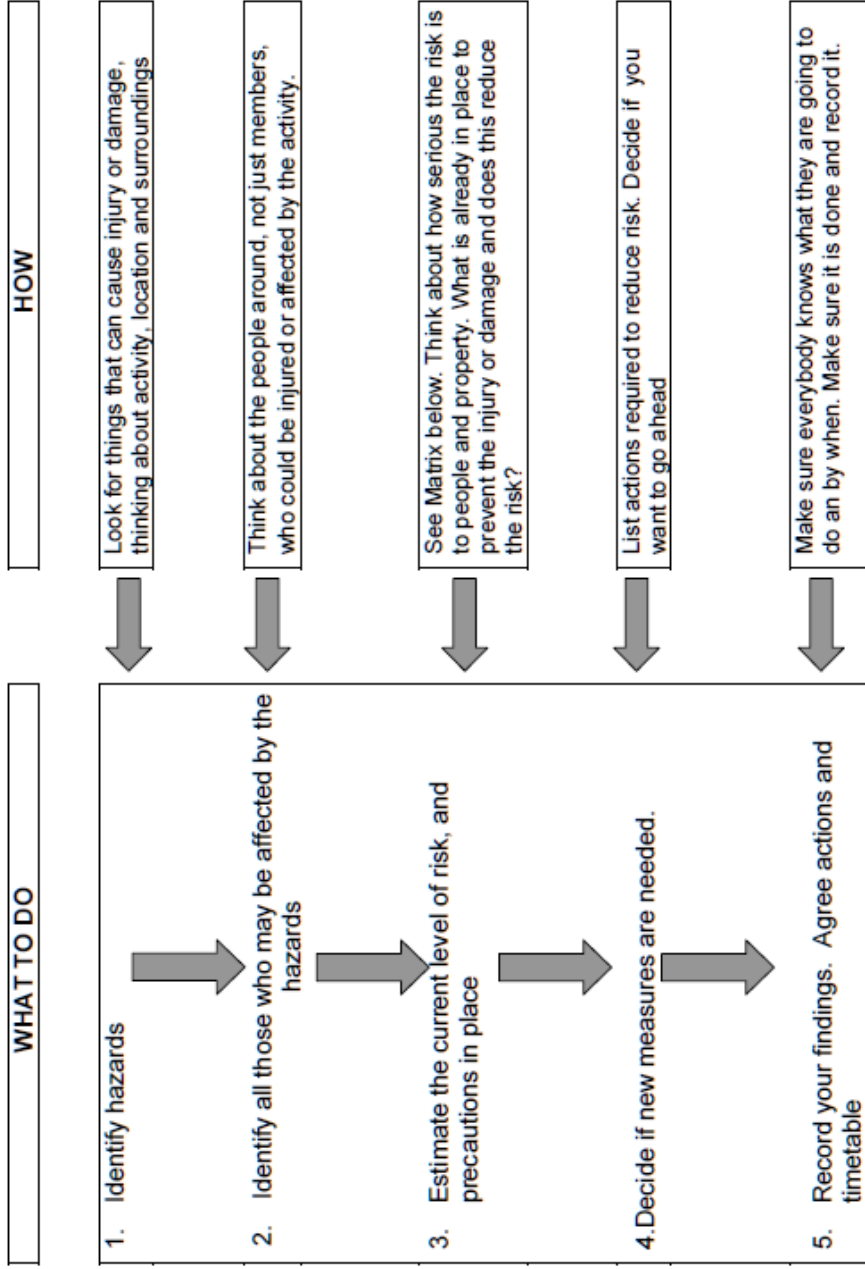 WHAT TO DO
HOW
1. Identify hazards
Look for things that can cause injury or damage,
thinking about activity, location and surroundings
2. Identify all those who may be affected by the
hazards
Think about the people around, not just members,
who could be injured or affected by the activity.
3. Estimate the current level of risk, and
precautions in place
See Matrix below. Think about how serious the risk is
to people and property. What is already in place to
prevent the injury or damage and does this reduce
the risk?
4.Decide if new measures are needed.
List actions required to reduce risk. Decide if you
want to go ahead
5. Record your findings. Agree actions and
timetable
Make sure everybody knows what they are going to
do an by when. Make sure it is done and record it.